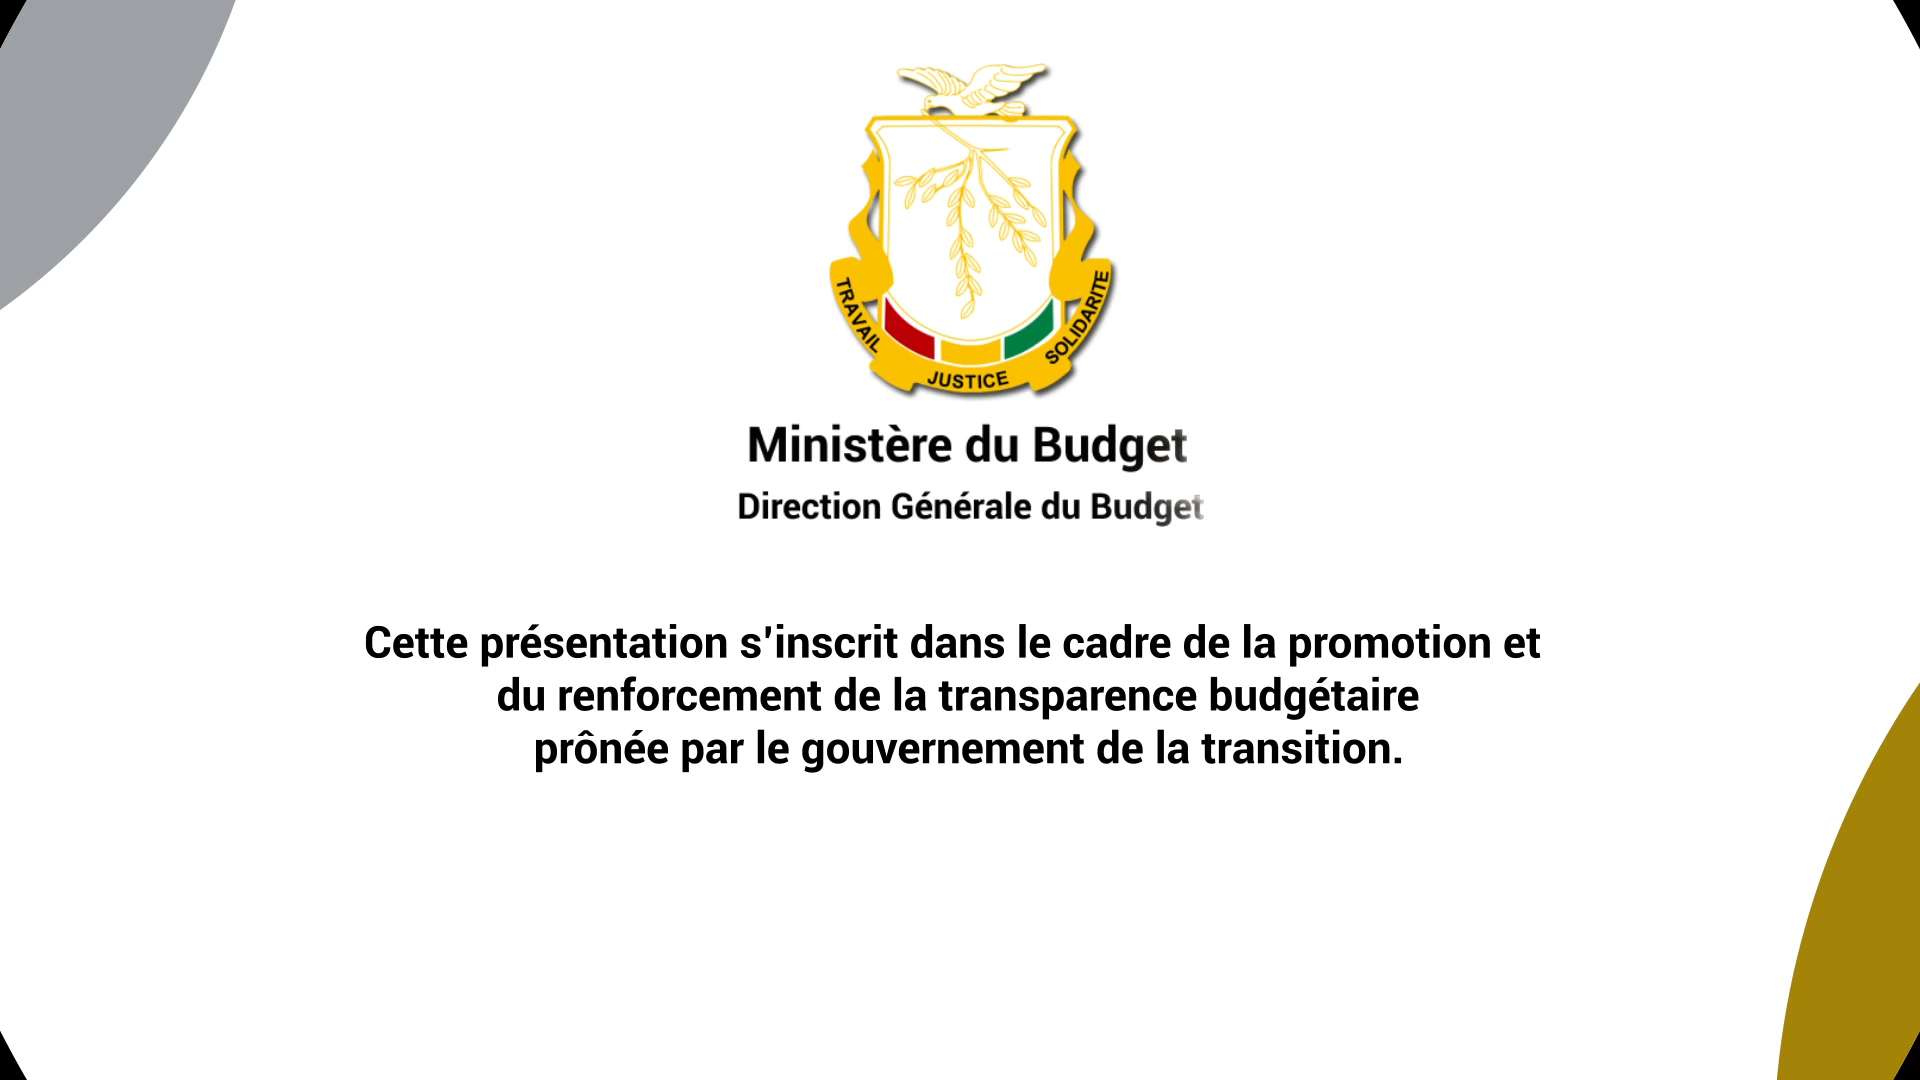 TRAVAIL
JUSTICE
SOLIDARITE
Ministère du Budget
Direction Générale du Budget
Cette présentation s'inscrit dans le cadre de la promotion et
du renforcement de la transparence budgétaire
prônée par le gouvernement de la transition.